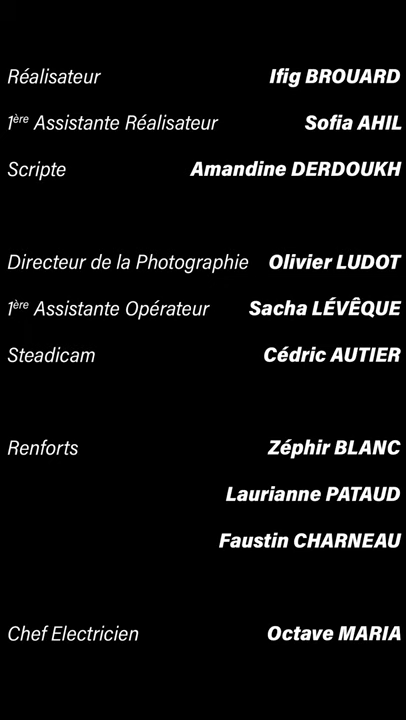 Réalisateur Ifig BROUARD
1ère Assistante Réalisateur Sofia AHIL
Scripte Amandine DERDOUKH
Directeur de la Photographie Olivier LUDOT
1ère Assistante Opérateur Sacha LÉVÊQUE
Steadicam Cédric AUTIER
Renforts Zéphir BLANC
Laurianne PATAUD
Faustin CHARNEAU
Chef Electricien Octave MARIA